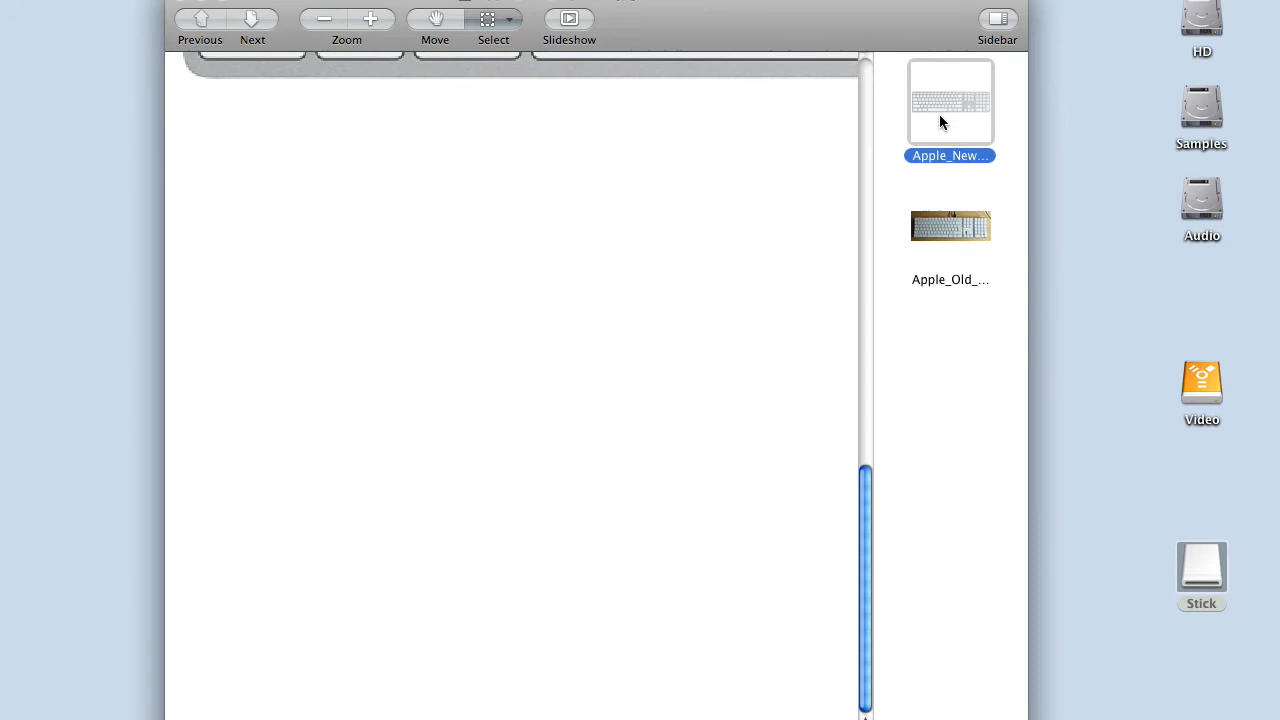 Previous Next Zoom Move Select Slideshow Sidebar
Apple_New...
Apple_Old_...
HD
Samples
Audio
Video
Stick